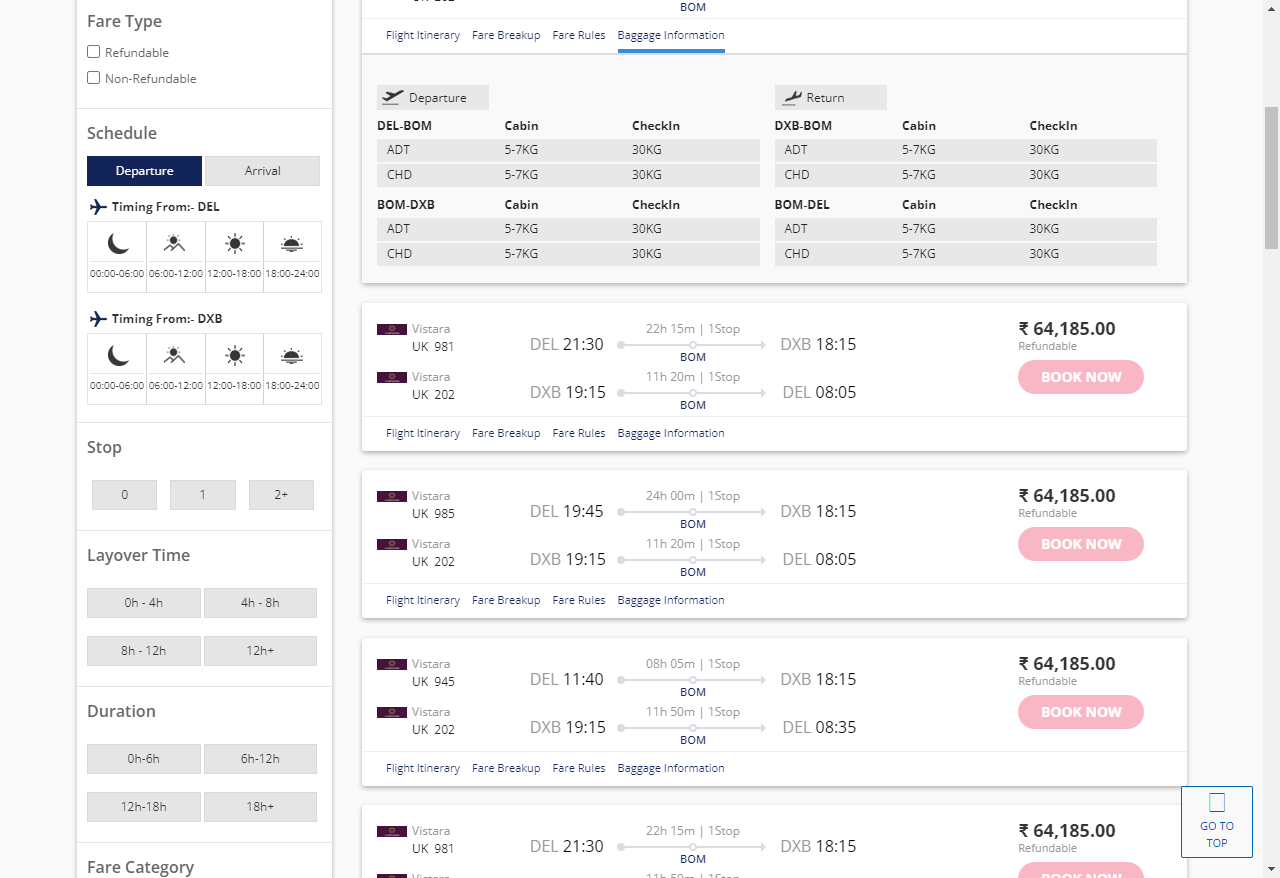 Fare Type
Refundable
Non-Refundable
Schedule
Departure Arrival
Timing From:- DEL
00:00-06:00 06:00-12:00 12:00-18:00 18:00-24:00
Timing From:- DXB
00:00-06:00 06:00-12:00 12:00-18:00 18:00-24:00
Stop
0 1 2+
Layover Time
0h - 4h 4h - 8h
8h - 12h 12h+
Duration
0h-6h 6h-12h
12h-18h 18h+
Fare Category
BOM
Flight Itinerary Fare Breakup Fare Rules Baggage Information
Departure
DEL-BOM Cabin CheckIn
ADT 5-7KG 30KG
CHD 5-7KG 30KG
BOM-DXB Cabin CheckIn
ADT 5-7KG 30KG
CHD 5-7KG 30KG
Return
DXB-BOM Cabin CheckIn
ADT 5-7KG 30KG
CHD 5-7KG 30KG
BOM-DEL Cabin CheckIn
ADT 5-7KG 30KG
CHD 5-7KG 30KG
Vistara
UK 981
DEL 21:30
22h 15m | 1Stop
BOM
DXB 18:15
₹ 64,185.00
Refundable
BOOK NOW
Vistara
UK 202
DXB 19:15
11h 20m | 1Stop
BOM
DEL 08:05
Flight Itinerary Fare Breakup Fare Rules Baggage Information
Vistara
UK 985
DEL 19:45
24h 00m | 1Stop
BOM
DXB 18:15
₹ 64,185.00
Refundable
BOOK NOW
Vistara
UK 202
DXB 19:15
11h 20m | 1Stop
BOM
DEL 08:05
Flight Itinerary Fare Breakup Fare Rules Baggage Information
Vistara
UK 945
DEL 11:40
08h 05m | 1Stop
BOM
DXB 18:15
₹ 64,185.00
Refundable
BOOK NOW
Vistara
UK 202
DXB 19:15
11h 50m | 1Stop
BOM
DEL 08:35
Flight Itinerary Fare Breakup Fare Rules Baggage Information
Vistara
UK 981
DEL 21:30
22h 15m | 1Stop
BOM
DXB 18:15
₹ 64,185.00
Refundable
BOOK NOW
GO TO
TOP